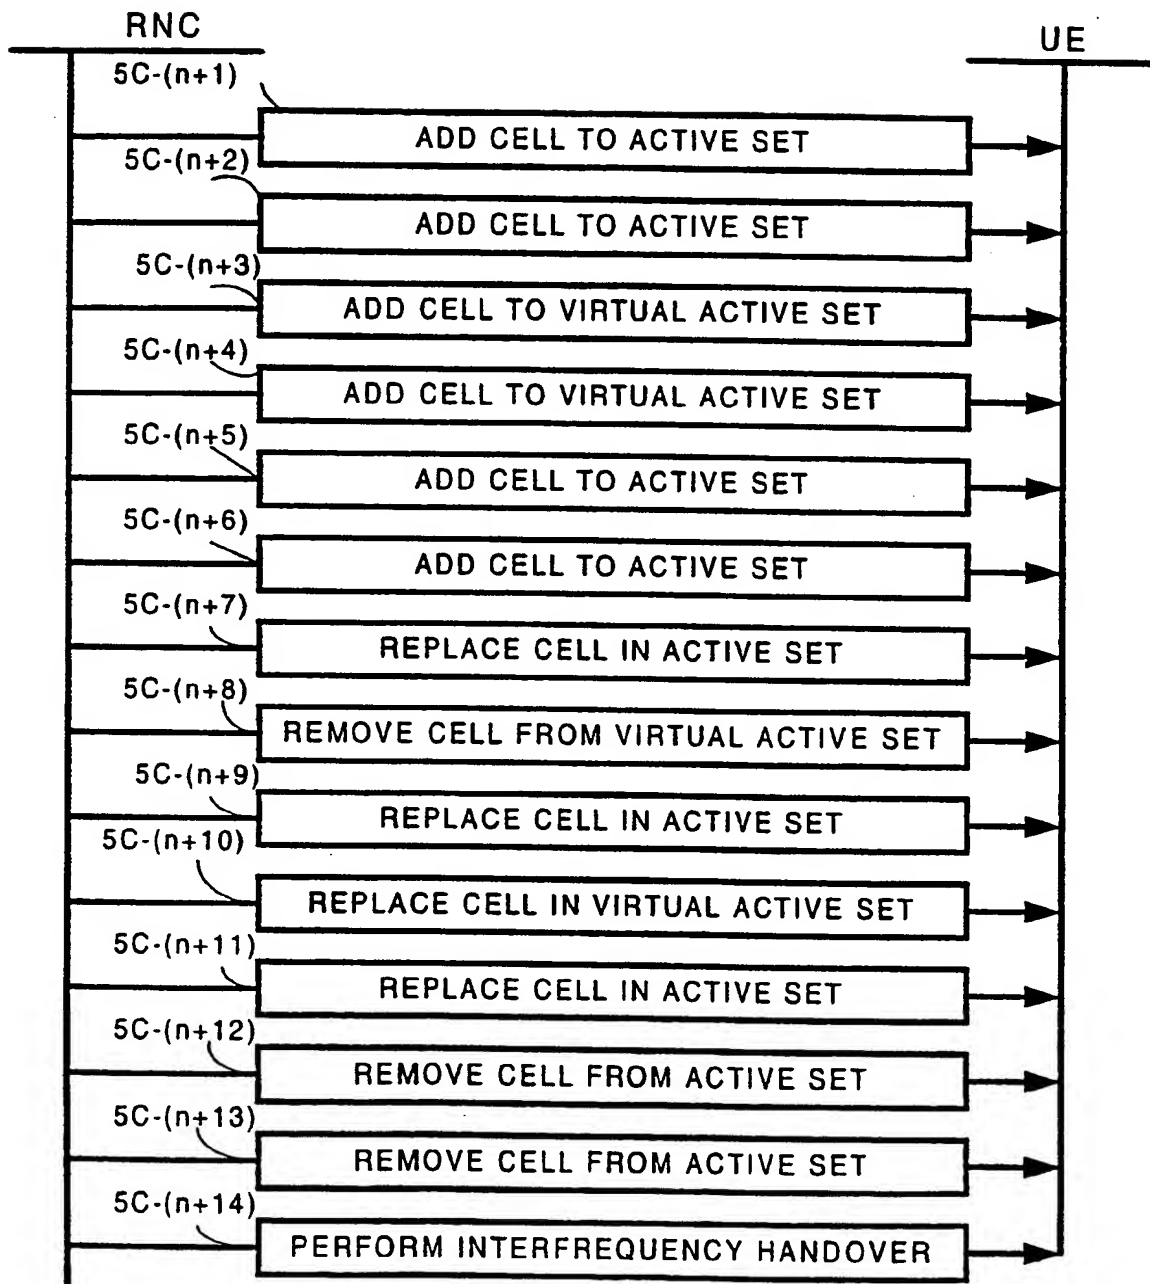 RNC
UE
5C-(n+1)
ADD CELL TO ACTIVE SET
5C-(n+2)
ADD CELL TO ACTIVE SET
5C-(n+3)
ADD CELL TO VIRTUAL ACTIVE SET
5C-(n+4)
ADD CELL TO VIRTUAL ACTIVE SET
5C-(n+5)
ADD CELL TO ACTIVE SET
5C-(n+6)
ADD CELL TO ACTIVE SET
5C-(n+7)
REPLACE CELL IN ACTIVE SET
5C-(n+8)
REMOVE CELL FROM VIRTUAL ACTIVE SET
5C-(n+9)
REPLACE CELL IN ACTIVE SET
5C-(n+10)
REPLACE CELL IN VIRTUAL ACTIVE SET
5C-(n+11)
REPLACE CELL IN ACTIVE SET
5C-(n+12)
REMOVE CELL FROM ACTIVE SET
5C-(n+13)
REMOVE CELL FROM ACTIVE SET
5C-(n+14)
PERFORM INTERFREQUENCY HANDOVER